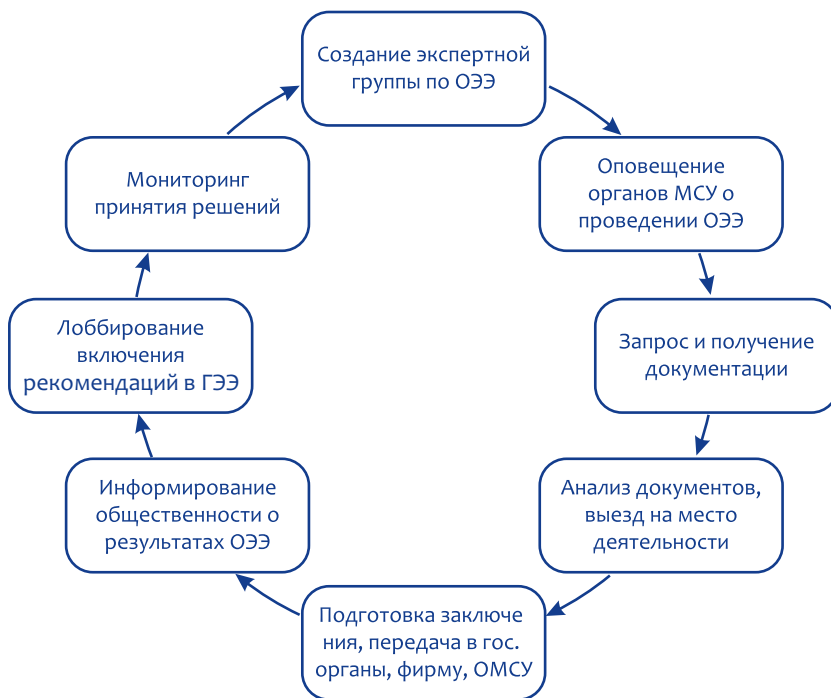 Создание экспертной
группы по ОЭЭ
Оповещение
органов МСУ о
проведении ОЭЭ
Запрос и получение
документации
Анализ документов,
выезд на место
деятельности
Подготовка заключе
ния, передача в гос.
органы, фирму, ОМСУ
Информирование
общественности о
результатах ОЭЭ
Лоббирование
включения
рекомендаций в ГЭЭ
Мониторинг
принятия решений